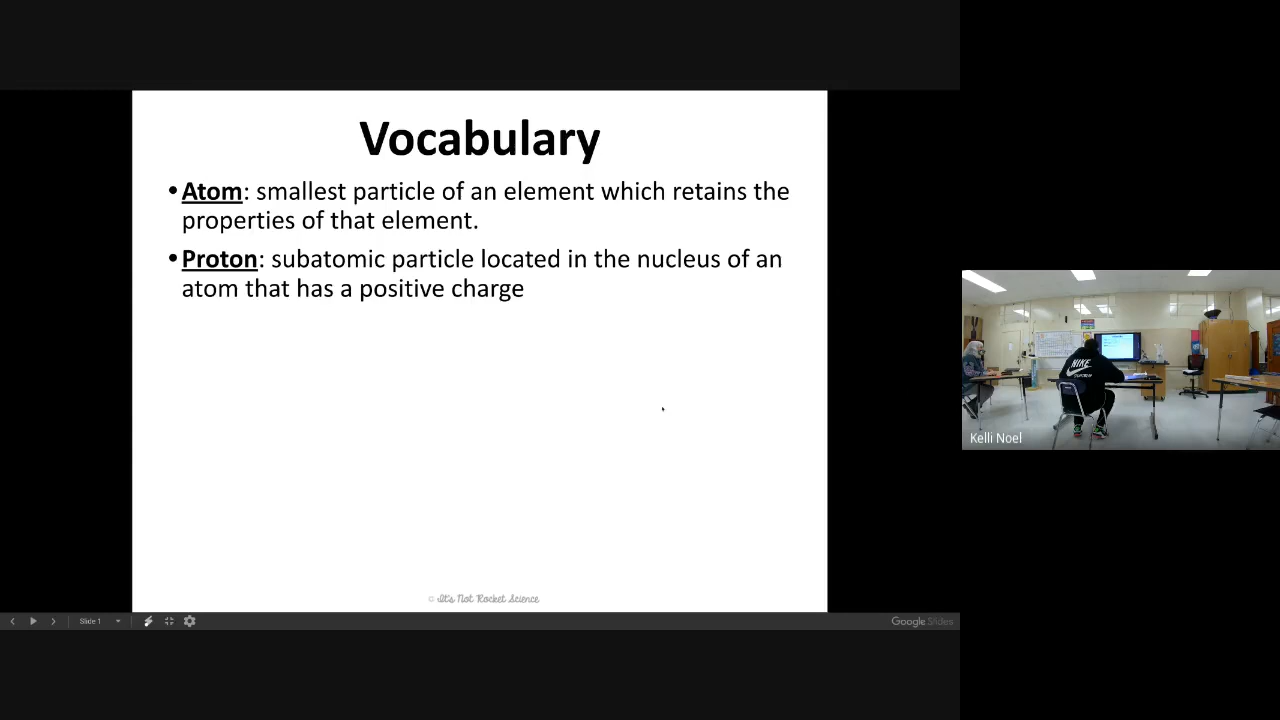 Vocabulary
• Atom: smallest particle of an element which retains the
properties of that element.
• Proton: subatomic particle located in the nucleus of an
atom that has a positive charge
© It's Not Rocket Science
Slide 1
Google Slides
NIKE
Kelli Noel